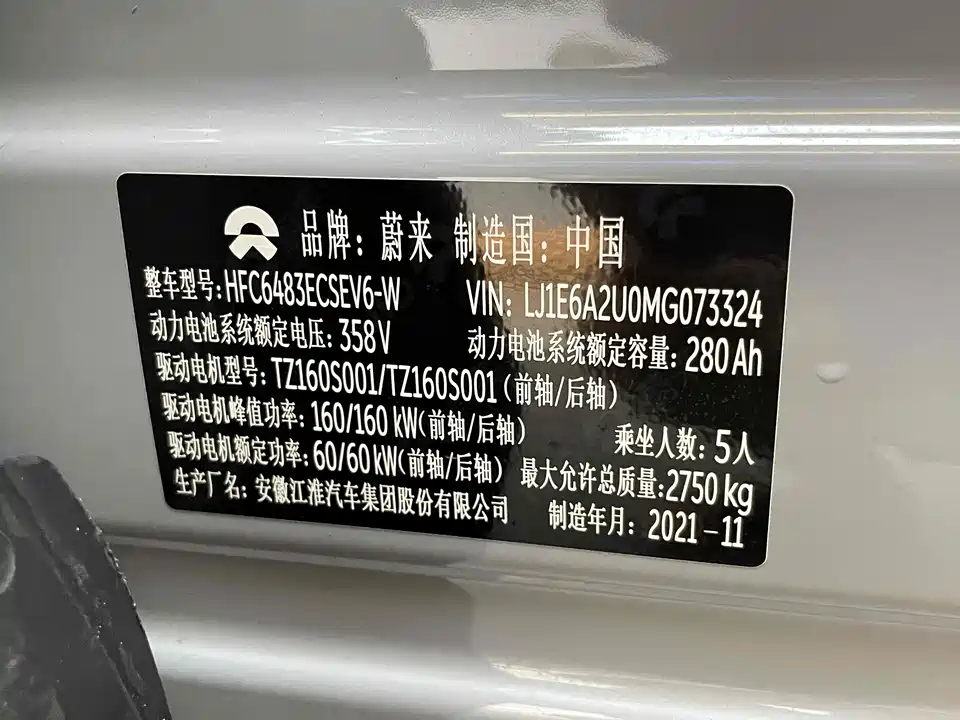 品牌：蔚来 制造国：中国
整车型号:HFC6483ECSEV6-W VIN: LJ1E6A2U0MG073324
动力电池系统额定电压: 358V 动力电池系统额定容量: 280Ah
驱动电机型号: TZ160S001/TZ160S001 (前轴/后轴)
驱动电机峰值功率: 160/160 kW(前轴/后轴) 乘坐人数: 5人
驱动电机额定功率: 60/60kW(前轴/后轴) 最大允许总质量:2750 kg
生产厂名: 安徽江淮汽车集团股份有限公司 制造年月: 2021-11